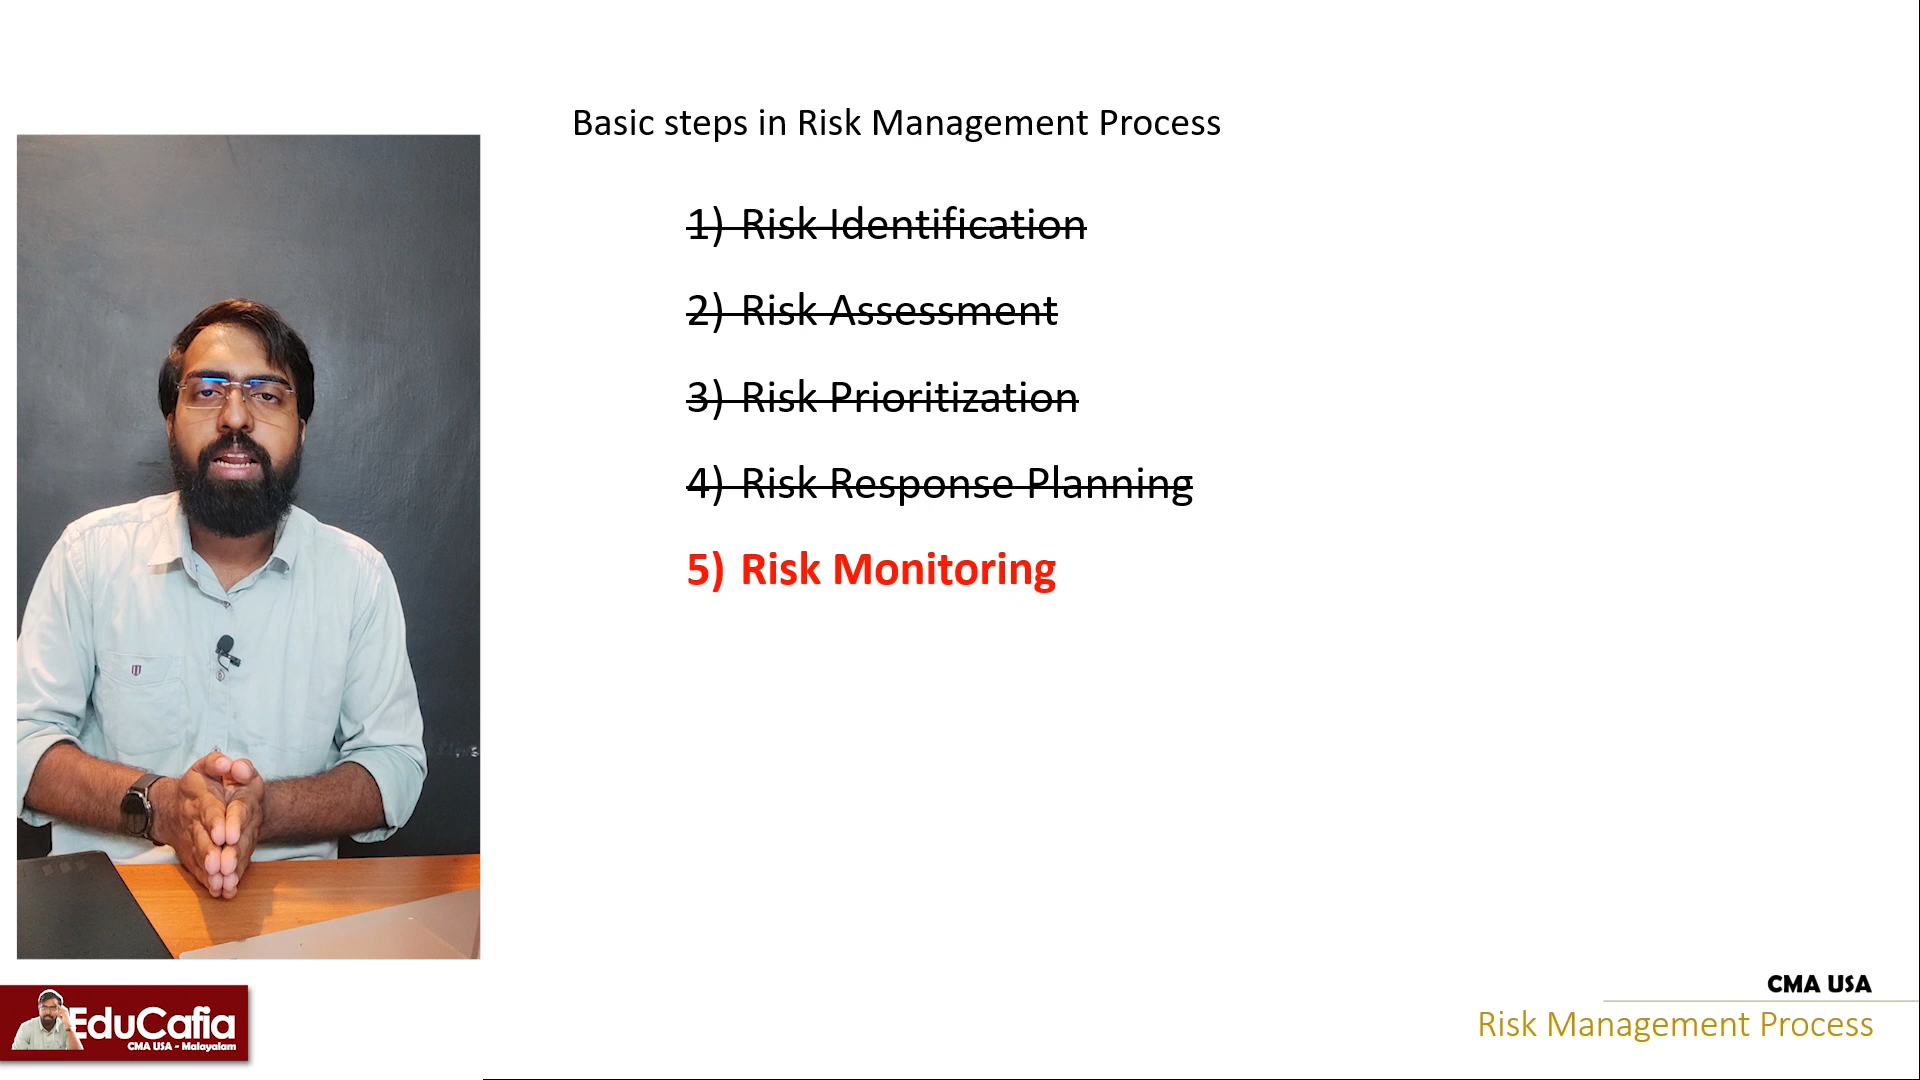 Basic steps in Risk Management Process
1) Risk Identification
2) Risk Assessment
3) Risk Prioritization
4) Risk Response Planning
5) Risk Monitoring
CMA USA
Risk Management Process
EduCafia
CMA USA - Malayalam